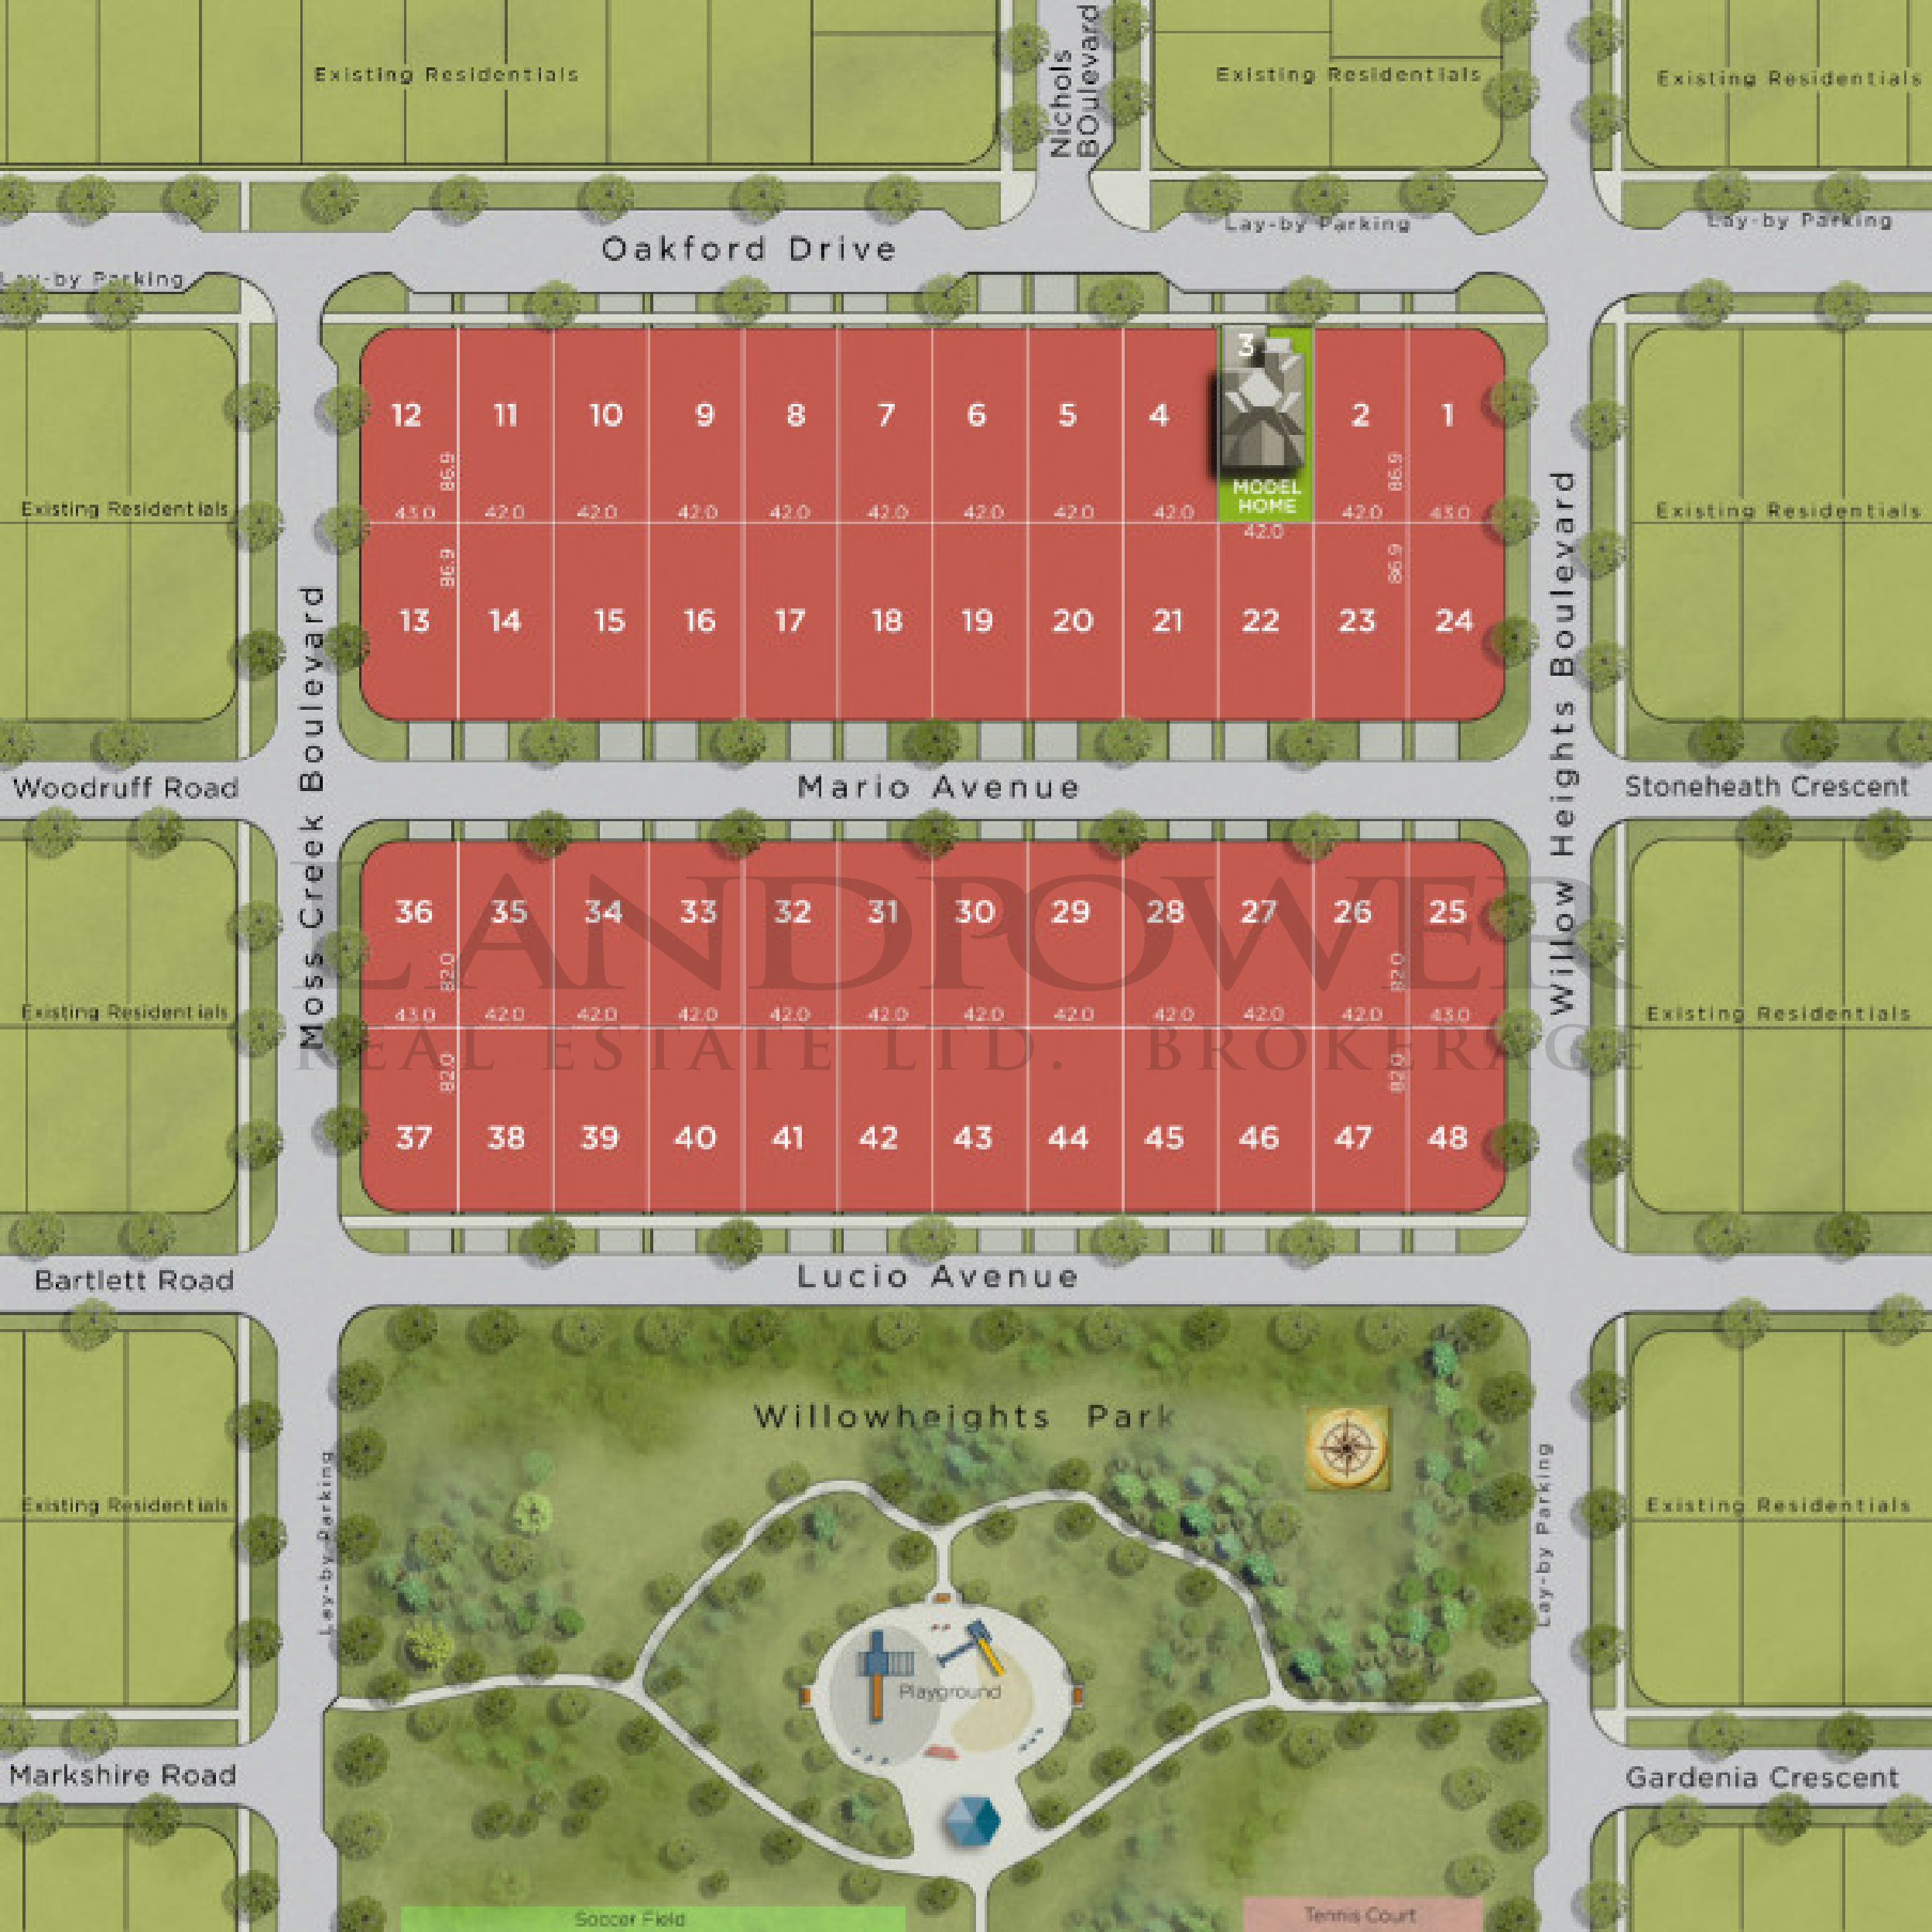 Existing Residentials
Existing Residentials
Existing Residentials
Nichols
BOulevard
Lay-by Parking
Lay-by Parking
Oakford Drive
Lay-by Parking
3
12 11 10 9 8 7 6 5 4 2 1
86.9 86.9
MODEL
HOME
43.0 42.0 42.0 42.0 42.0 42.0 42.0 42.0 42.0 42.0 43.0
42.0
Existing Residentials
Existing Residentials
86.9 86.9
13 14 15 16 17 18 19 20 21 22 23 24
Moss Creek Boulevard
Willow Heights Boulevard
Woodruff Road
Mario Avenue
Stoneheath Crescent
36 35 34 33 32 31 30 29 28 27 26 25
LANDPOWER
82.0 82.0
43.0 42.0 42.0 42.0 42.0 42.0 42.0 42.0 42.0 42.0 42.0 43.0
Existing Residentials
Existing Residentials
REAL ESTATE LTD. BROKERAGE
82.0 82.0
37 38 39 40 41 42 43 44 45 46 47 48
Bartlett Road
Lucio Avenue
Willowheights Park
Lay-by Parking
Lay-by Parking
Existing Residentials
Existing Residentials
Playground
Markshire Road
Gardenia Crescent
Soccer Field
Tennis Court